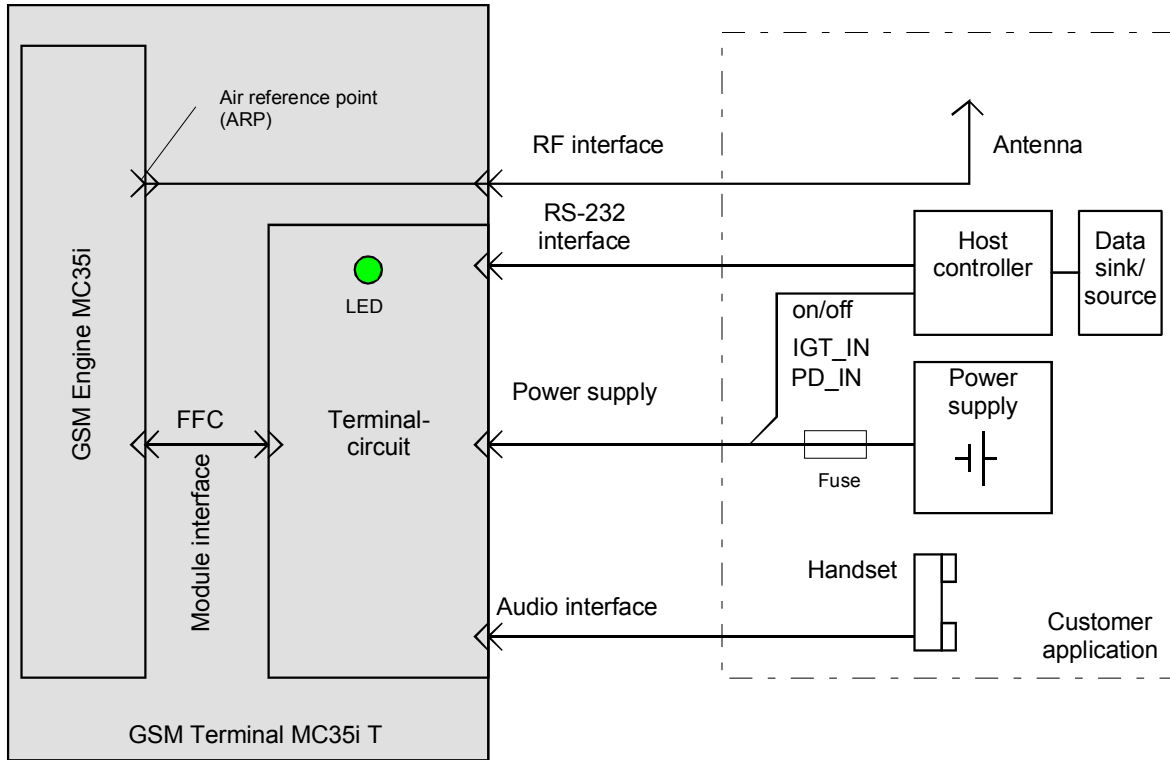 Air reference point
(ARP)
GSM Engine MC35i
FFC
Module interface
LED
Terminal-
circuit
GSM Terminal MC35i T
RF interface
RS-232
interface
Power supply
Audio interface
Antenna
Host
controller
Data
sink/
source
on/off
IGT_IN
PD_IN
Power
supply
Fuse
Handset
Customer
application